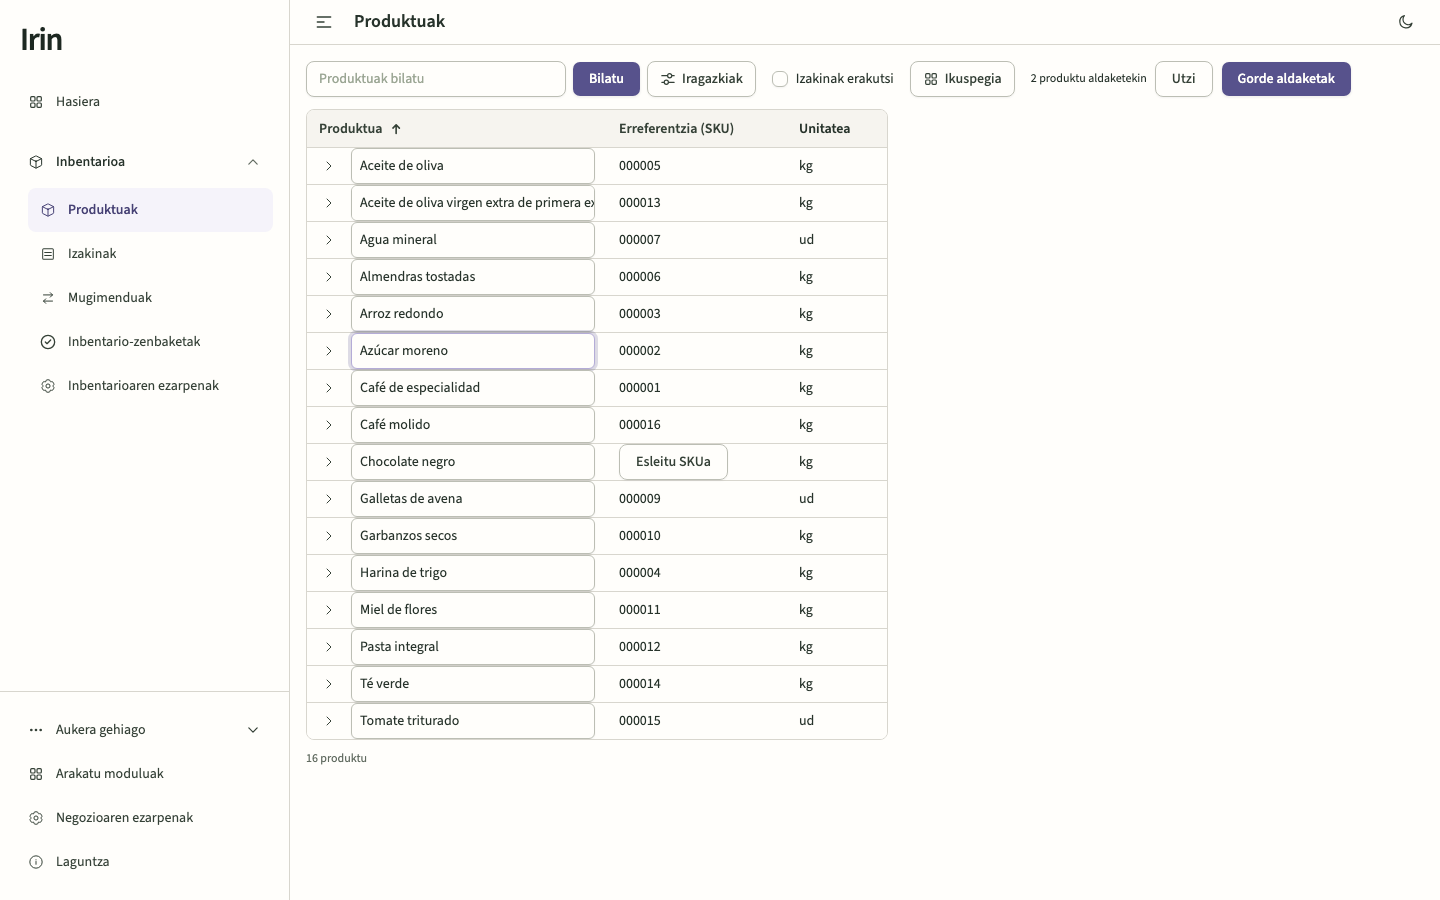 Irin
Hasiera
Inbentarioa
Produktuak
Izakinak
Mugimenduak
Inbentario-zenbaketak
Inbentarioaren ezarpenak
Aukera gehiago
Arakatu moduluak
Negozioaren ezarpenak
Laguntza
Produktuak
Produktuak bilatu Bilatu Iragazkiak Izakinak erakutsi Ikuspegia 2 produktu aldaketekin Utzi Gorde aldaketak
Produktua Erreferentzia (SKU) Unitatea
Aceite de oliva 000005 kg
Aceite de oliva virgen extra de primera ex 000013 kg
Agua mineral 000007 ud
Almendras tostadas 000006 kg
Arroz redondo 000003 kg
Azúcar moreno 000002 kg
Café de especialidad 000001 kg
Café molido 000016 kg
Chocolate negro Esleitu SKUa kg
Galletas de avena 000009 ud
Garbanzos secos 000010 kg
Harina de trigo 000004 kg
Miel de flores 000011 kg
Pasta integral 000012 kg
Té verde 000014 kg
Tomate triturado 000015 ud
16 produktu